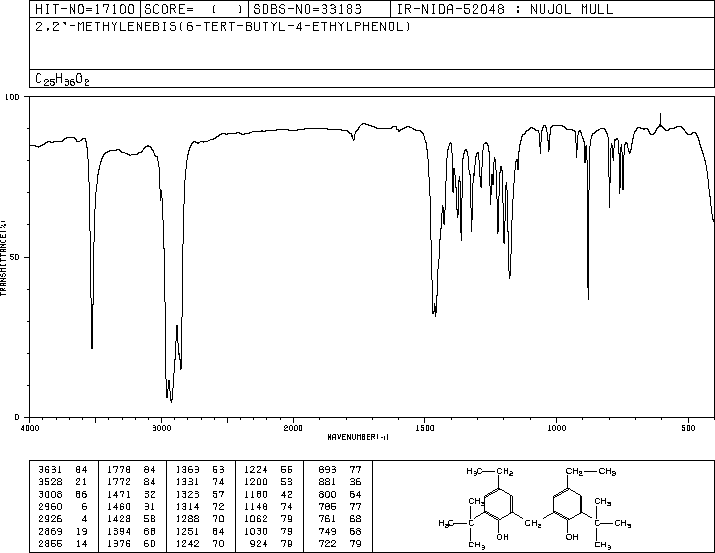 HIT-NO=17100 SCORE= ( ) SDBS-NO=33183 IR-NIDA-52048 : NUJOL MULL
2,2'-METHYLENEBIS(6-TERT-BUTYL-4-ETHYLPHENOL)
C25H36O2
100
50
0
TRANSMITTANCE(%)
4000 3000 2000 1500 1000 500
WAVENUMBER(-1)
3631 84 1778 84 1363 53 1224 55 893 77
3528 21 1772 84 1331 74 1200 53 881 36
3008 66 1471 32 1323 57 1180 42 800 64
2960 6 1460 31 1314 72 1148 74 785 77
2926 4 1428 58 1288 70 1062 79 761 68
2869 19 1394 68 1251 64 1030 79 749 68
2855 14 1376 60 1242 70 924 79 722 79
CH3 CH2 CH2 CH3
CH3 CH3
H3C CH2 CH3
CH3 OH OH CH3